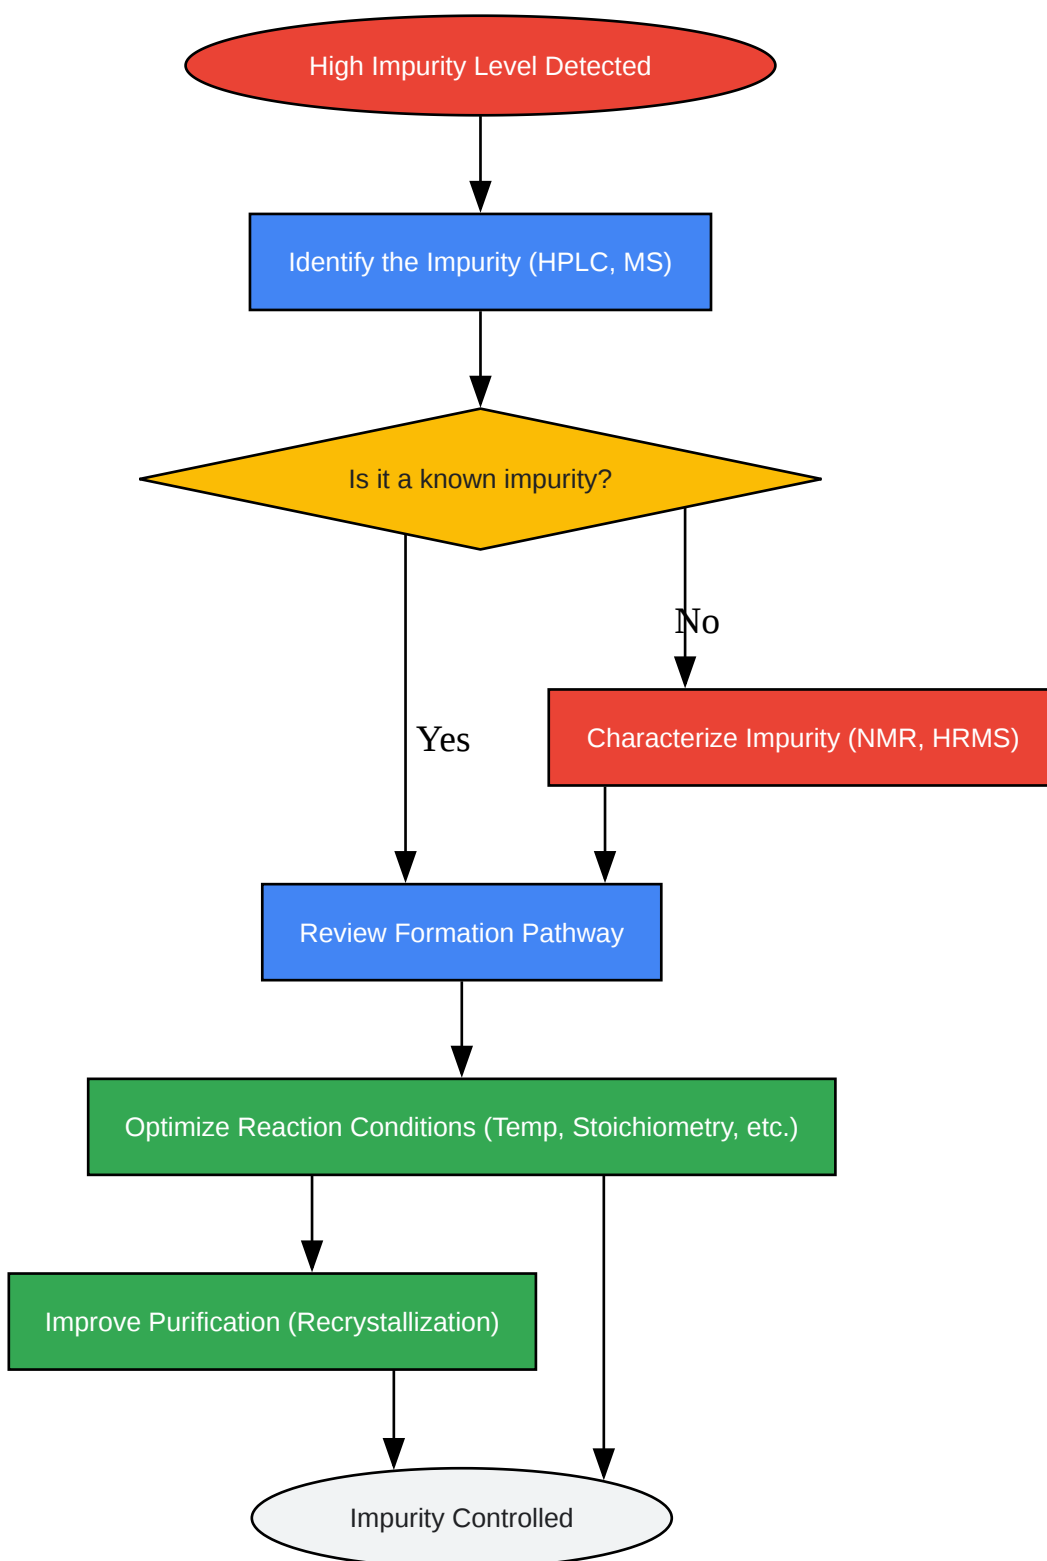 High Impurity Level Detected
Identify the Impurity (HPLC, MS)
Is it a known impurity?
No
Yes
Characterize Impurity (NMR, HRMS)
Review Formation Pathway
Optimize Reaction Conditions (Temp, Stoichiometry, etc.)
Improve Purification (Recrystallization)
Impurity Controlled